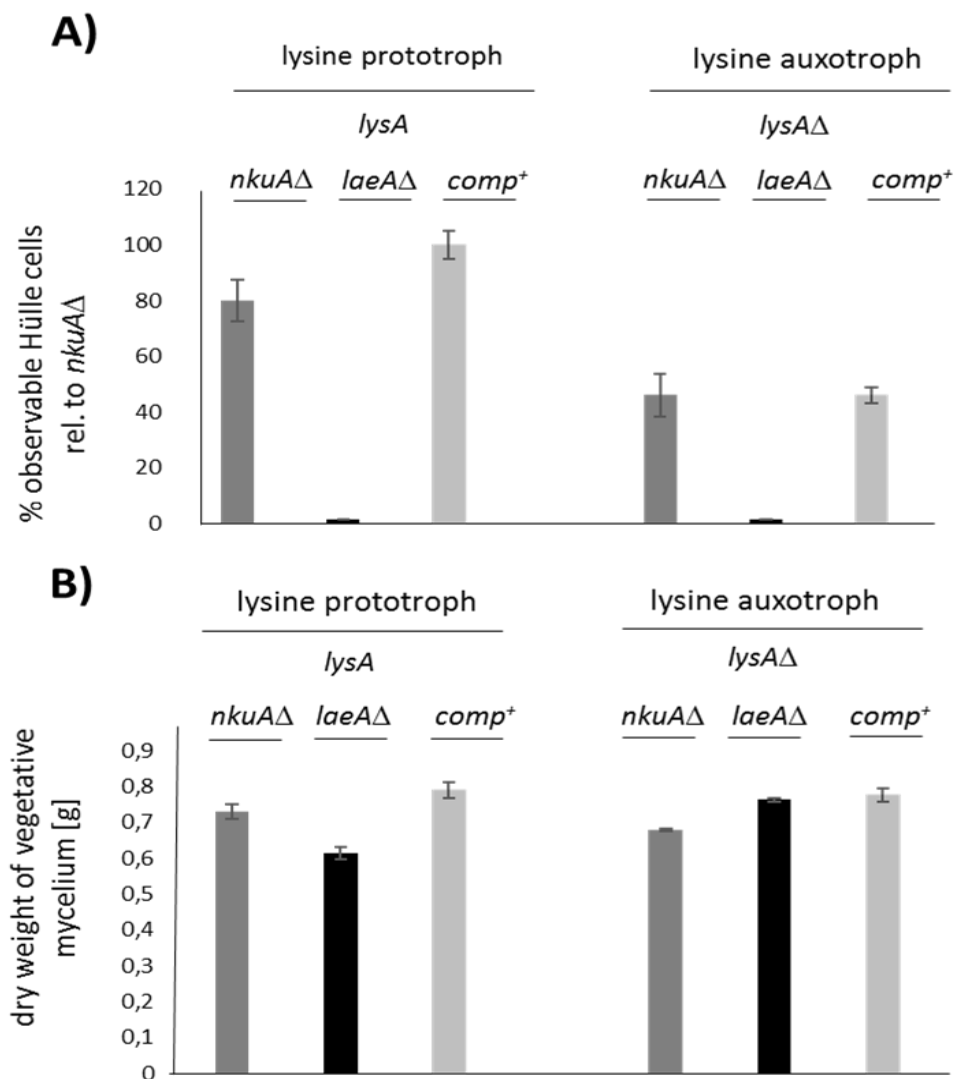 A)
lysine prototroph lysine auxotroph
lysA lysAΔ
nkuAΔ laeAΔ comp⁺ nkuAΔ laeAΔ comp⁺
% observable Hülle cells
rel. to nkuAΔ
120
100
80
60
40
20
0
B)
lysine prototroph lysine auxotroph
lysA lysAΔ
nkuAΔ laeAΔ comp⁺ nkuAΔ laeAΔ comp⁺
dry weight of vegetative
mycelium [g]
0,9
0,8
0,7
0,6
0,5
0,4
0,3
0,2
0,1
0